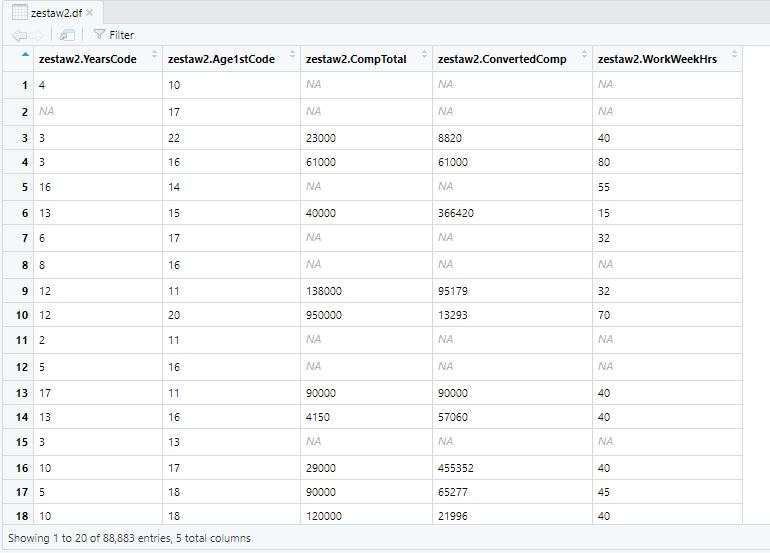 zestaw2.df
Filter
zestaw2.YearsCode zestaw2.Age1stCode zestaw2.CompTotal zestaw2.ConvertedComp zestaw2.WorkWeekHrs
1 4 10 NA NA NA
2 NA 17 NA NA NA
3 3 22 23000 8820 40
4 3 16 61000 61000 80
5 16 14 NA NA 55
6 13 15 40000 366420 15
7 6 17 NA NA 32
8 8 16 NA NA NA
9 12 11 138000 95179 32
10 12 20 950000 13293 70
11 2 11 NA NA NA
12 5 16 NA NA NA
13 17 11 90000 90000 40
14 13 16 4150 57060 40
15 3 13 NA NA NA
16 10 17 29000 455352 40
17 5 18 90000 65277 45
18 10 18 120000 21996 40
Showing 1 to 20 of 88,883 entries, 5 total columns